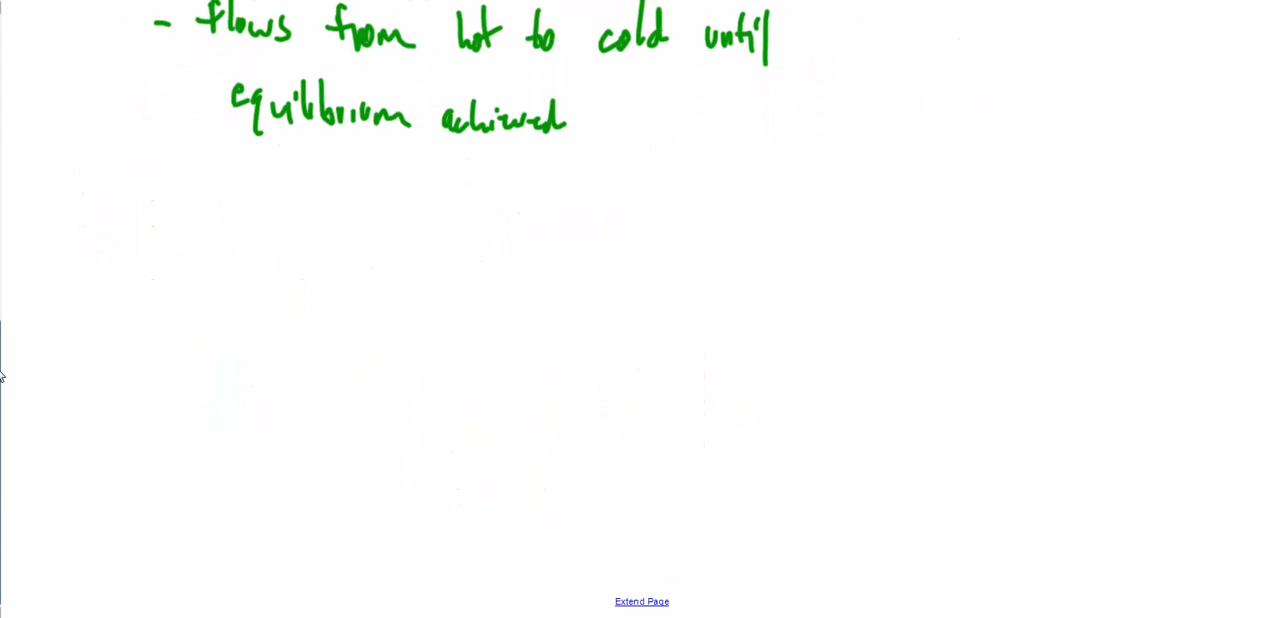 - flows from hot to cold until
equilibrium achieved
Extend Page